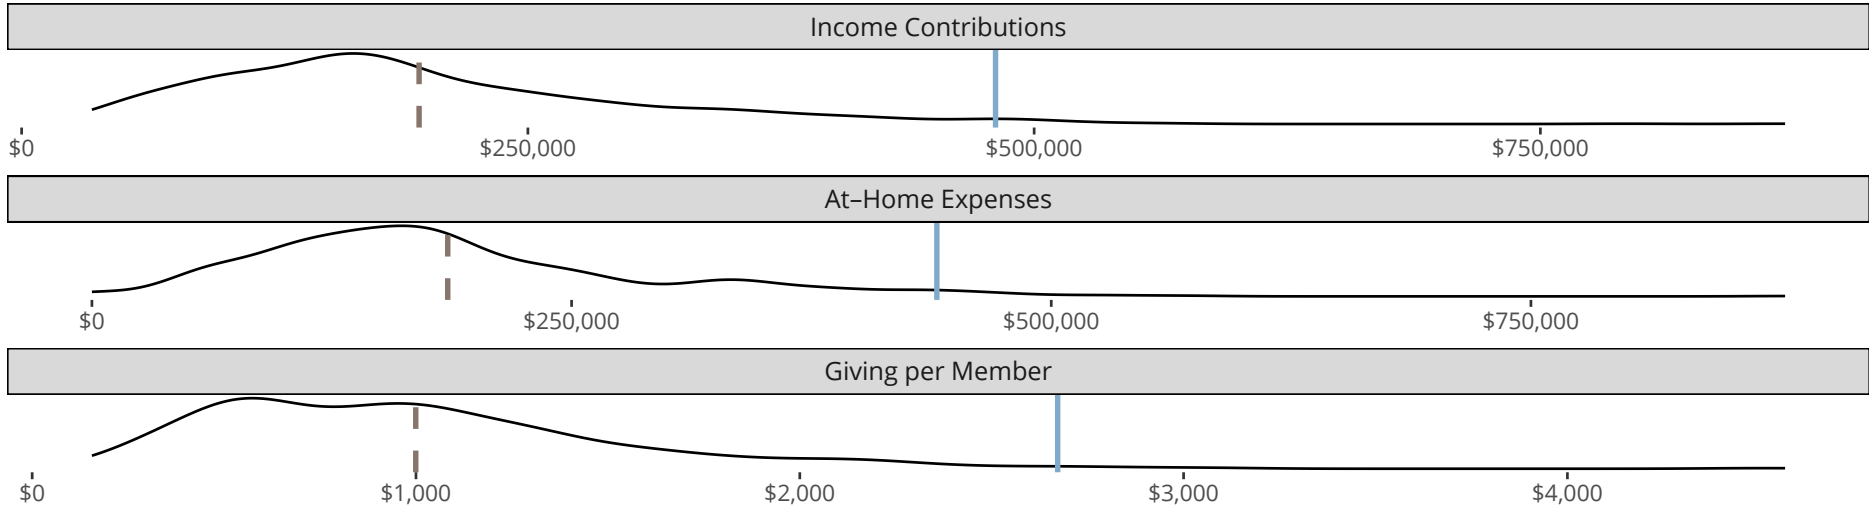 Income Contributions
$0 $250,000 $500,000 $750,000
At–Home Expenses
$0 $250,000 $500,000 $750,000
Giving per Member
$0 $1,000 $2,000 $3,000 $4,000